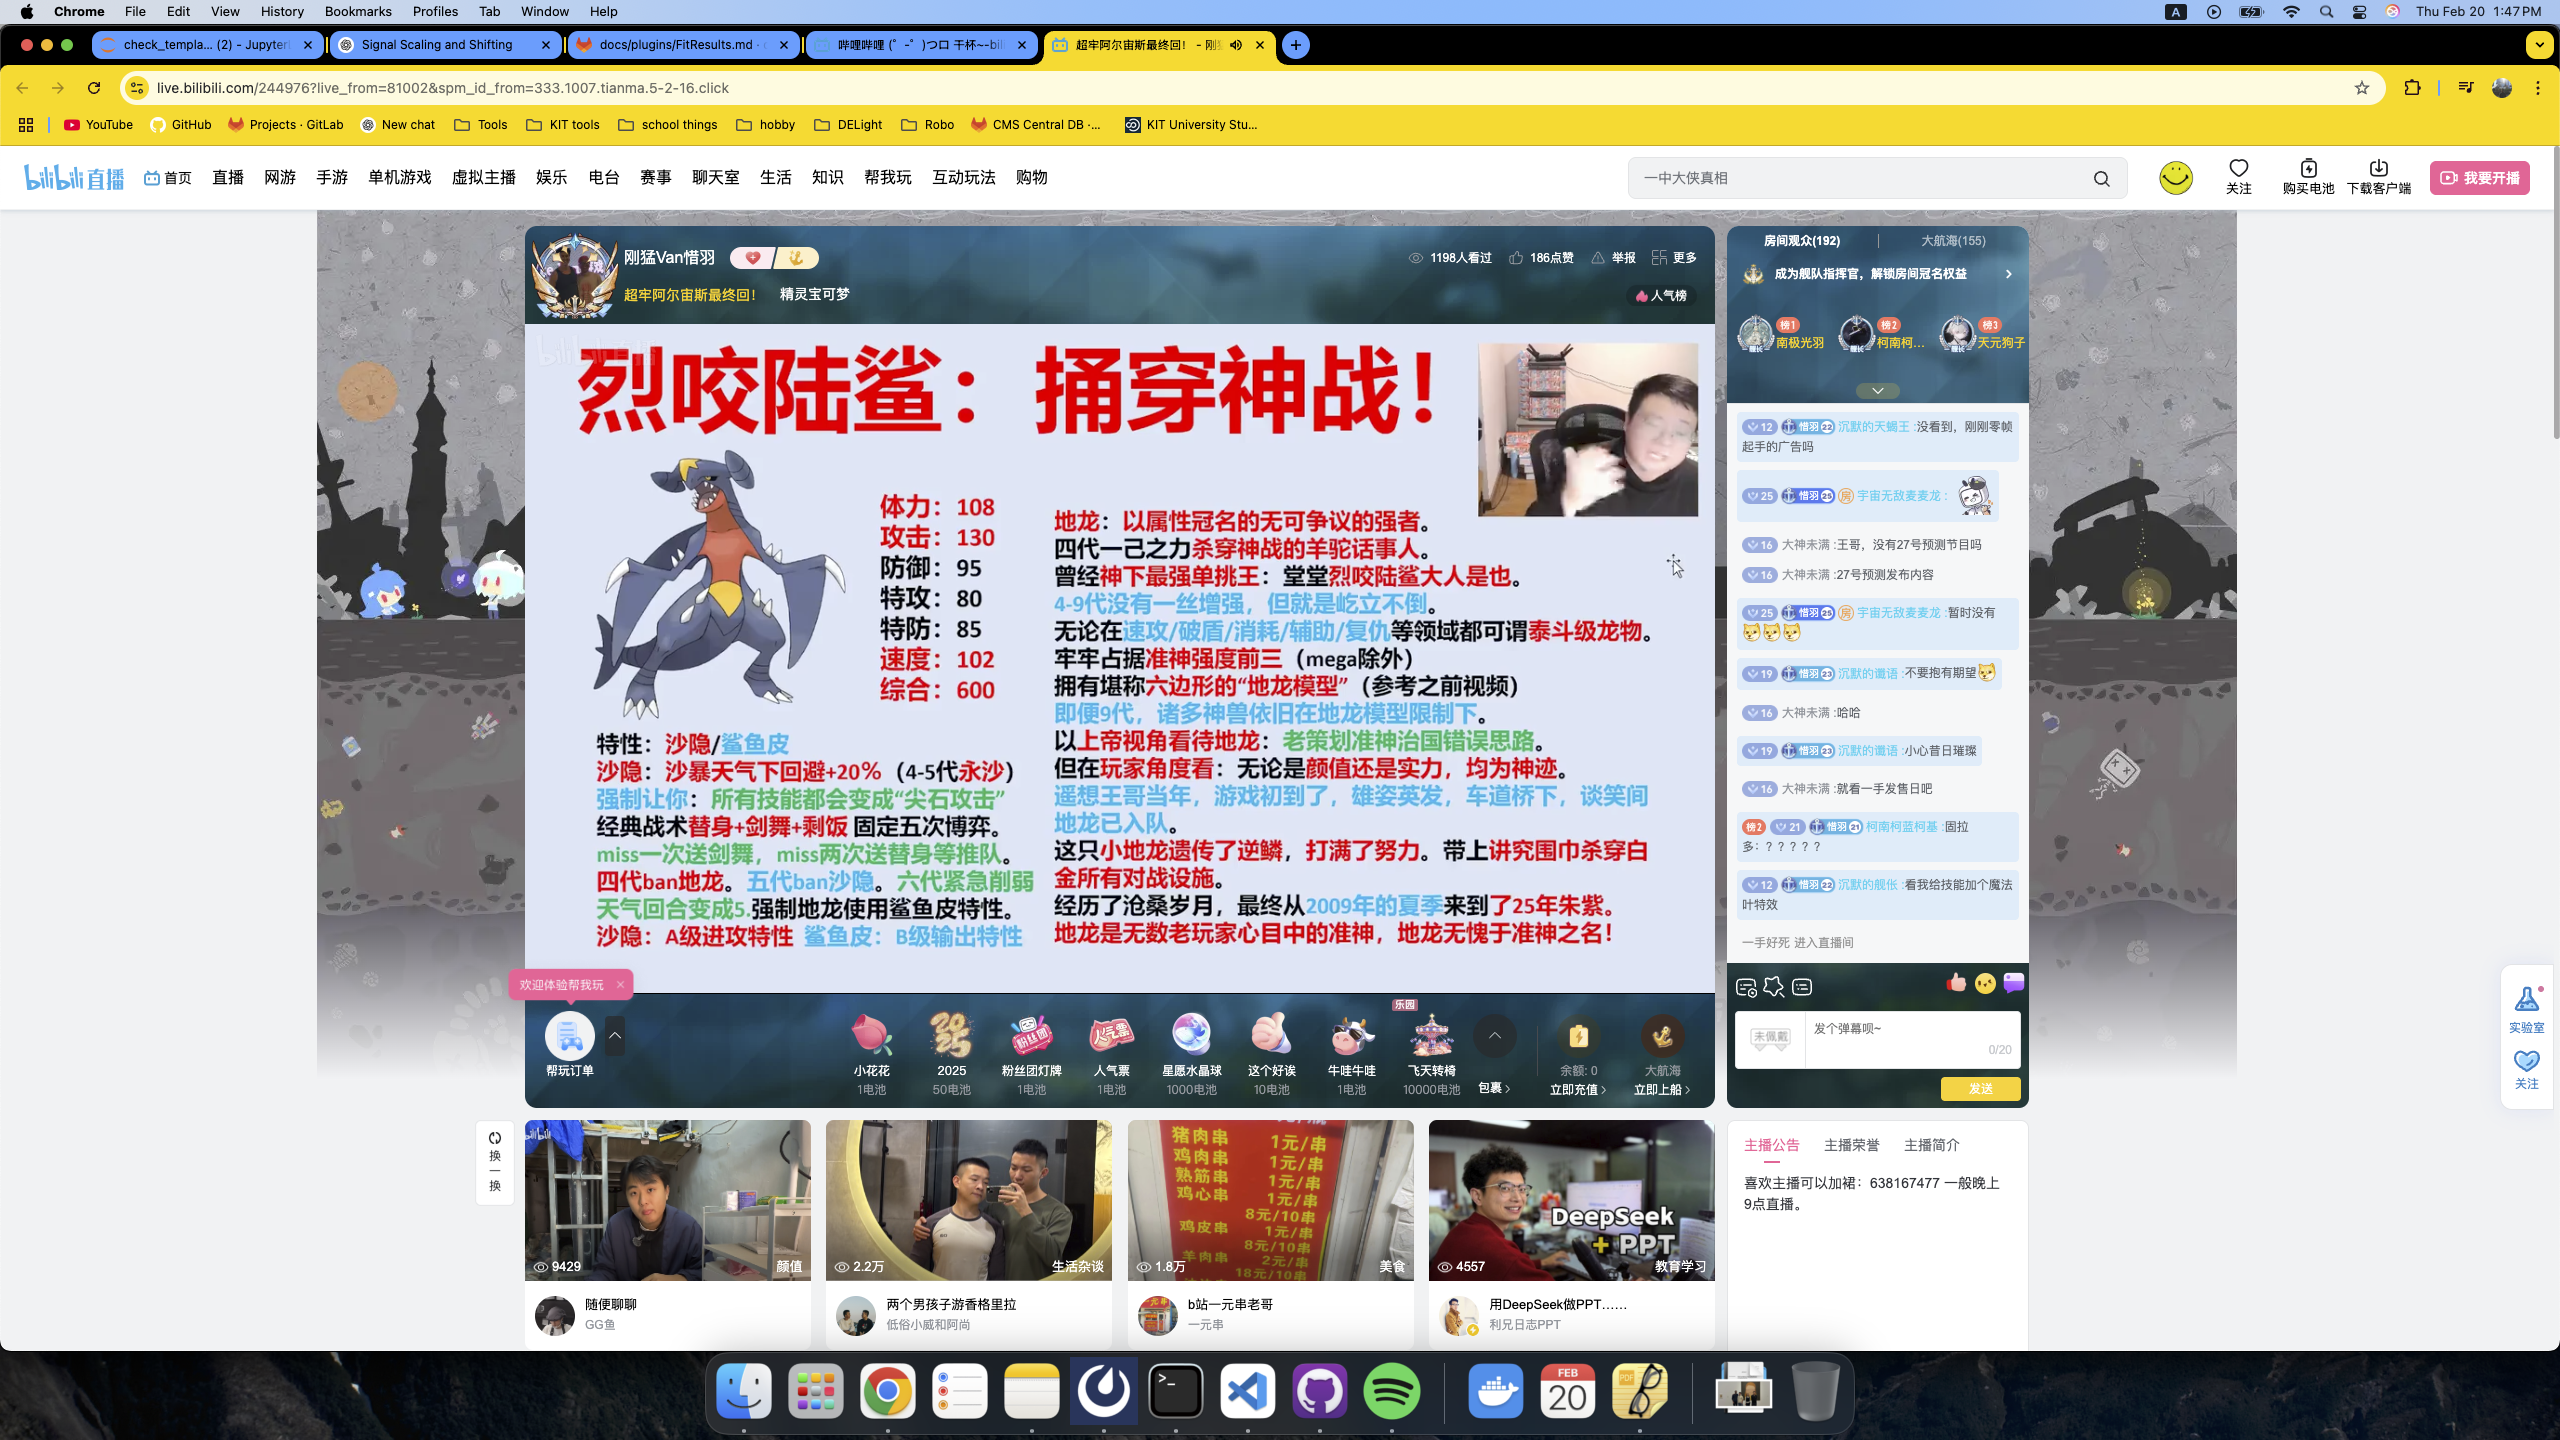 Chrome File Edit View History Bookmarks Profiles Tab Window Help
A Thu Feb 20 1:47 PM
check_templa... (2) - Jupyter
Signal Scaling and Shifting
docs/plugins/FitResults.md ·
哔哩哔哩 (゜-゜)つロ 干杯~-bil
超牢阿尔宙斯最终回! - 刚
live.bilibili.com/244976?live_from=81002&spm_id_from=333.1007.tianma.5-2-16.click
YouTube GitHub Projects · GitLab New chat Tools KIT tools school things hobby DELight Robo CMS Central DB ·... KIT University Stu...
bilibili直播 首页 直播 网游 手游 单机游戏 虚拟主播 娱乐 电台 赛事 聊天室 生活 知识 帮我玩 互动玩法 购物
一中大侠真相
关注 购买电池 下载客户端 我要开播
刚猛Van惜羽
1198人看过 186点赞 举报 更多
超牢阿尔宙斯最终回! 精灵宝可梦
人气榜
bilibili直播
烈咬陆鲨：捅穿神战！
体力：108
攻击：130
防御：95
特攻：80
特防：85
速度：102
综合：600
特性：沙隐/鲨鱼皮
沙隐：沙暴天气下回避+20%（4-5代永沙）
强制让你：所有技能都会变成“尖石攻击”
经典战术替身+剑舞+剩饭 固定五次博弈。
miss一次送剑舞，miss两次送替身等推队。
四代ban地龙。五代ban沙隐。六代紧急削弱
天气回合变成5.强制地龙使用鲨鱼皮特性。
沙隐：A级进攻特性 鲨鱼皮：B级输出特性
地龙：以属性冠名的无可争议的强者。
四代一己之力杀穿神战的羊驼话事人。
曾经神下最强单挑王：堂堂烈咬陆鲨大人是也。
4-9代没有一丝增强，但就是屹立不倒。
无论在速攻/破盾/消耗/辅助/复仇等领域都可谓泰斗级龙物。
牢牢占据准神强度前三（mega除外）
拥有堪称六边形的“地龙模型”（参考之前视频）
即便9代，诸多神兽依旧在地龙模型限制下。
以上帝视角看待地龙：老策划准神治国错误思路。
但在玩家角度看：无论是颜值还是实力，均为神迹。
遥想王哥当年，游戏初到了，雄姿英发，车道桥下，谈笑间
地龙已入队。
这只小地龙遗传了逆鳞，打满了努力。带上讲究围巾杀穿白
金所有对战设施。
经历了沧桑岁月，最终从2009年的夏季来到了25年朱紫。
地龙是无数老玩家心目中的准神，地龙无愧于准神之名！
房间观众(192) 大航海(155)
成为舰队指挥官，解锁房间冠名权益
榜1 南极光羽
榜2 柯南柯...
榜3 天元狗子
舰长 舰长 舰长
12 惜羽 22 沉默的天蝎王 :没看到，刚刚零帧
起手的广告吗
25 惜羽 25 房 宇宙无敌麦麦龙 :
16 大神未满 :王哥，没有27号预测节目吗
16 大神未满 :27号预测发布内容
25 惜羽 25 房 宇宙无敌麦麦龙 :暂时没有
19 惜羽 23 沉默的谶语 :不要抱有期望
16 大神未满 :哈哈
19 惜羽 23 沉默的谶语 :小心昔日璀璨
16 大神未满 :就看一手发售日吧
榜2 21 惜羽 21 柯南柯蓝柯基 :固拉
多：？？？？？
12 惜羽 22 沉默的舰伥 :看我给技能加个魔法
叶特效
一手好死 进入直播间
未佩戴 发个弹幕呗~
0/20
发送
欢迎体验帮我玩
帮玩订单
小花花 1电池
2025 50电池
粉丝团灯牌 1电池
人气票 1电池
星愿水晶球 1000电池
这个好诶 10电池
牛哇牛哇 1电池
乐园 飞天转椅 10000电池
包裹
余额: 0 立即充值
大航海 立即上船
实验室
关注
换一换
bilibili
9429 颜值
2.2万 生活杂谈
猪肉串 1元/串
鸡肉串 1元/串
熟筋串 1元/串
鸡心串 1元/串
8元/10串
鸡皮串 1元/串
8元/10串
羊肉串 2元/串
18元/10串
1.8万 美食
DeepSeek
+ PPT
4557 教育学习
随便聊聊
GG鱼
两个男孩子游香格里拉
低俗小威和阿尚
b站一元串老哥
一元串
用DeepSeek做PPT……
利兄日志PPT
主播公告 主播荣誉 主播简介
喜欢主播可以加裙：638167477 一般晚上
9点直播。
FEB
20
PDF